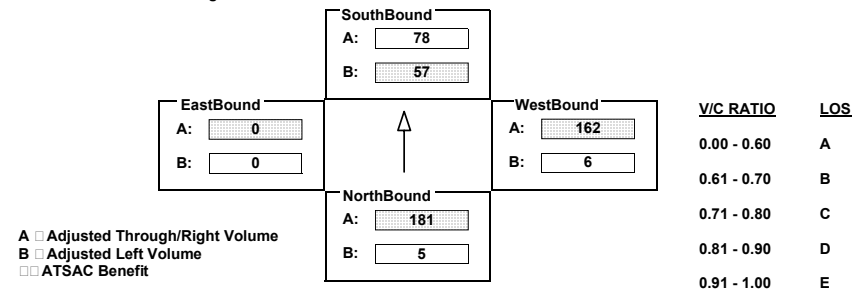 SouthBound
A: 78
B: 57
EastBound
A: 0
B: 0
WestBound
A: 162
B: 6
NorthBound
A: 181
B: 5
A □ Adjusted Through/Right Volume
B □ Adjusted Left Volume
□□ ATSAC Benefit
V/C RATIO LOS
0.00 - 0.60 A
0.61 - 0.70 B
0.71 - 0.80 C
0.81 - 0.90 D
0.91 - 1.00 E